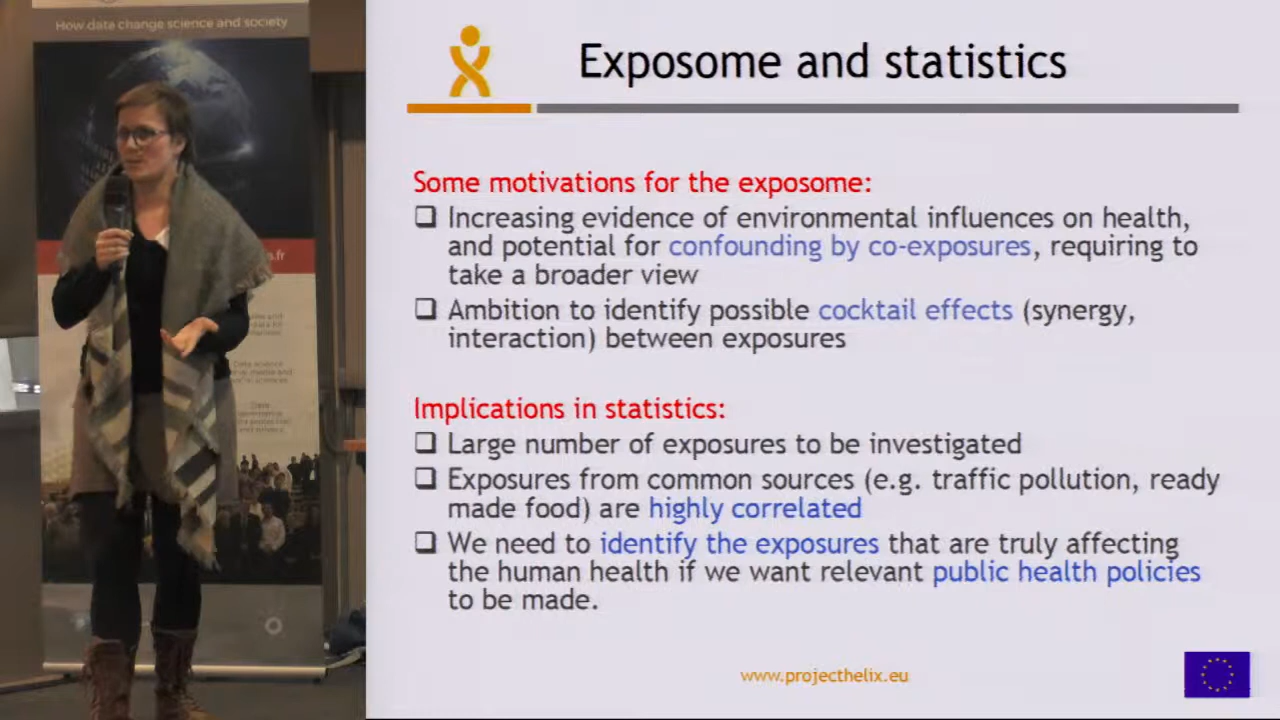 How date change science and society
Exposome and statistics
Some motivations for the exposome:
❑ Increasing evidence of environmental influences on health,
and potential for confounding by co-exposures, requiring to
take a broader view
❑ Ambition to identify possible cocktail effects (synergy,
interaction) between exposures
Implications in statistics:
❑ Large number of exposures to be investigated
❑ Exposures from common sources (e.g. traffic pollution, ready
made food) are highly correlated
❑ We need to identify the exposures that are truly affecting
the human health if we want relevant public health policies
to be made.
www.projecthelix.eu
s.fr
Data science